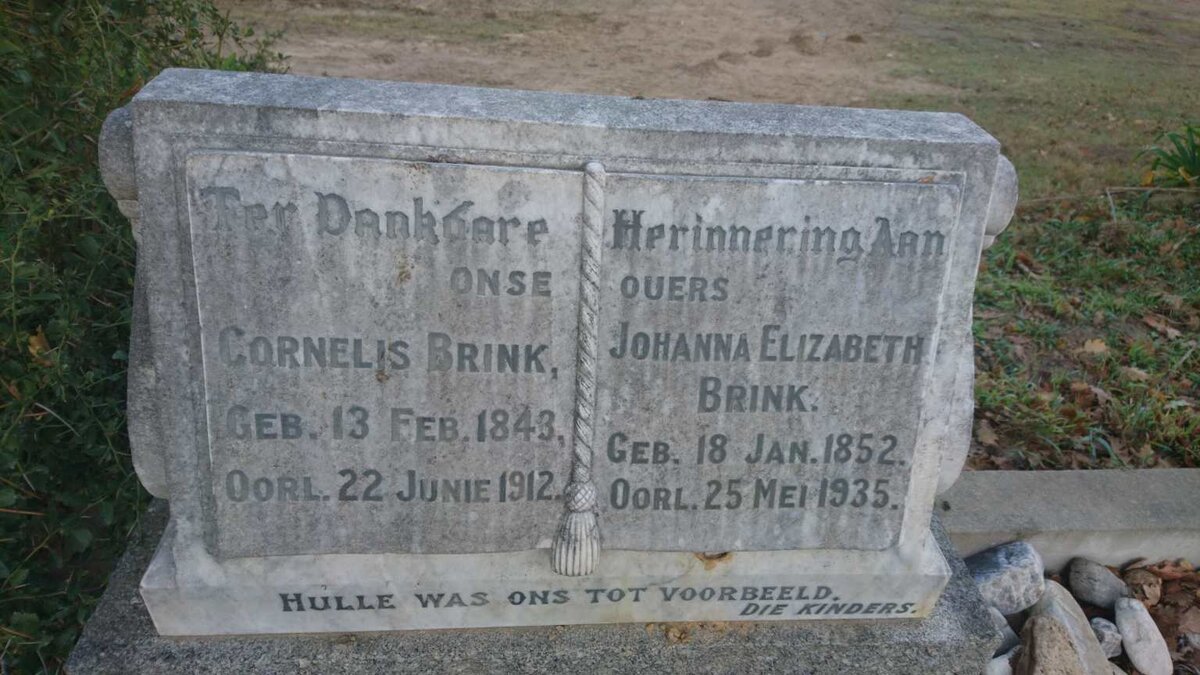 Ter Dankbare Herinnering Aan
ONSE OUERS
CORNELIS BRINK,
GEB. 13 FEB. 1843,
OORL. 22 JUNIE 1912.
JOHANNA ELIZABETH
BRINK.
GEB. 18 JAN. 1852.
OORL. 25 MEI 1935.
HULLE WAS ONS TOT VOORBEELD.
DIE KINDERS.